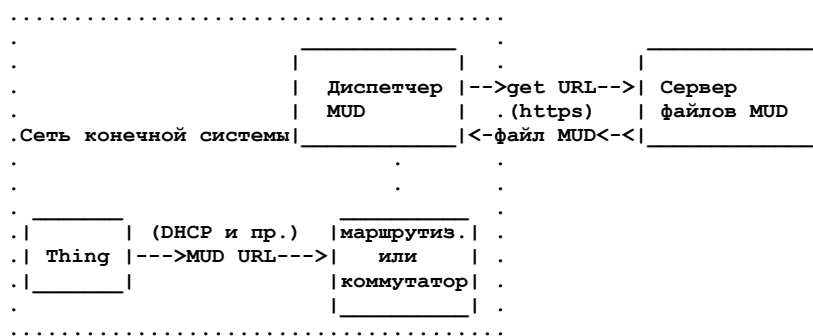 Диспетчер -->get URL--> Сервер
MUD (https) файлов MUD
Сеть конечной системы <-файл MUD<-<
(DHCP и пр.) маршрутиз.
Thing --->MUD URL---> или
коммутатор